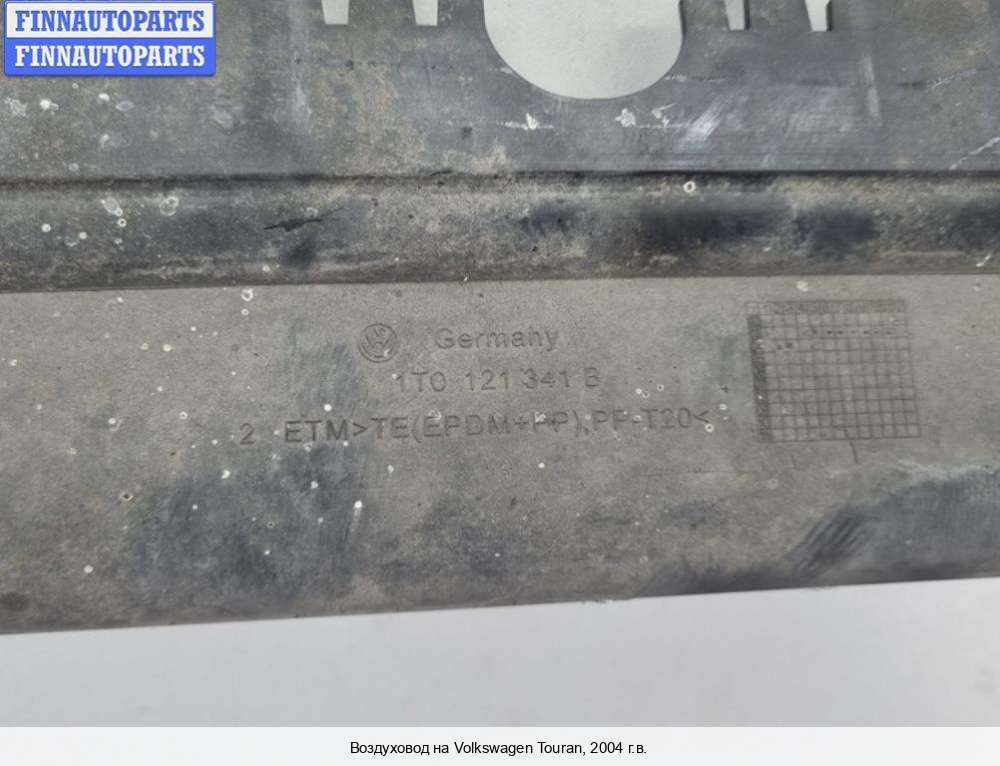 FINNAUTOPARTS
FINNAUTOPARTS
Germany
1T0 121 341 B
2 ETM>TE(EPDM+PP),PP-T20<
Воздуховод на Volkswagen Touran, 2004 г.в.